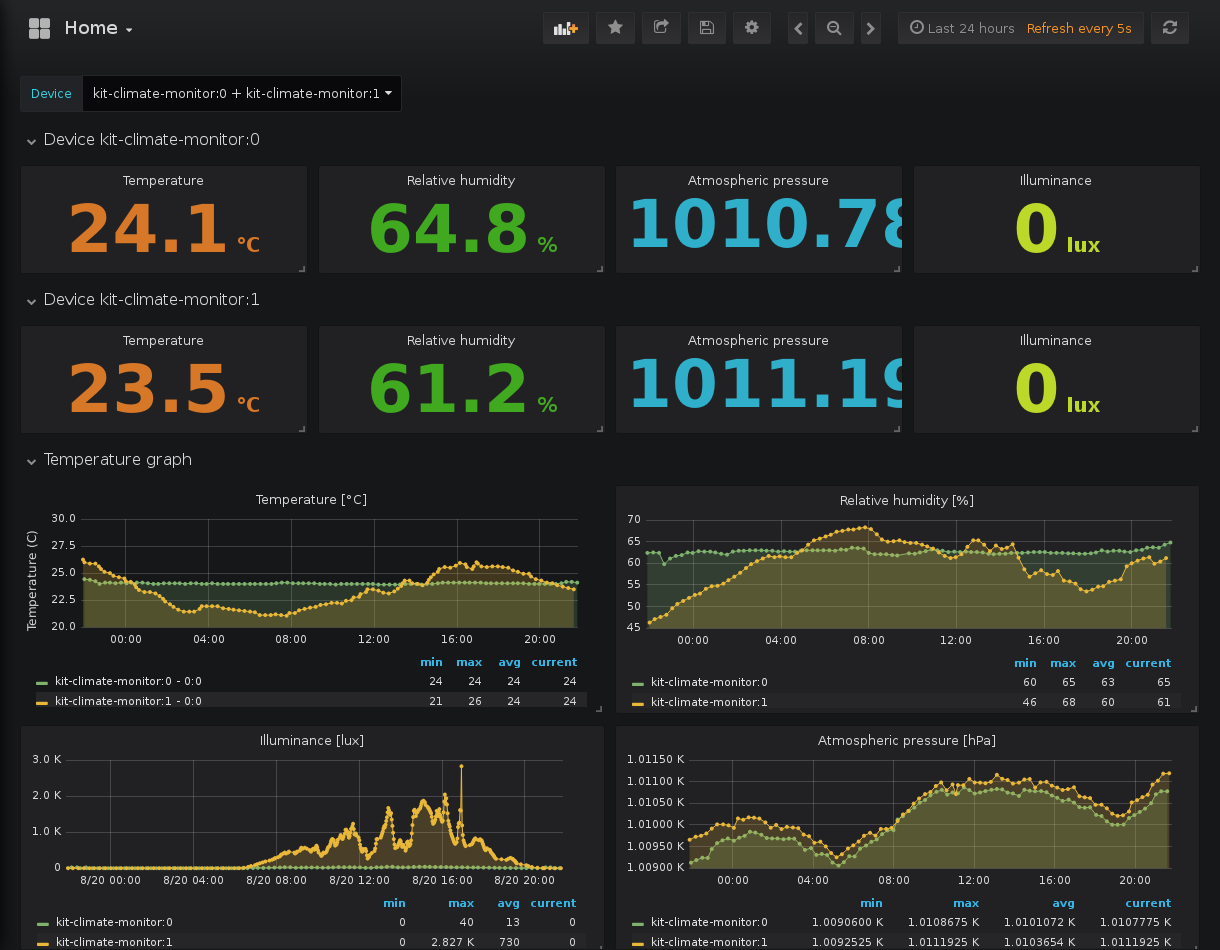 Home
Last 24 hours Refresh every 5s
Device kit-climate-monitor:0 + kit-climate-monitor:1
Device kit-climate-monitor:0
Temperature Relative humidity Atmospheric pressure Illuminance
24.1 °C 64.8 % 1010.78 0 lux
Device kit-climate-monitor:1
Temperature Relative humidity Atmospheric pressure Illuminance
23.5 °C 61.2 % 1011.19 0 lux
Temperature graph
Temperature [°C]
Temperature (C)
30.0
27.5
25.0
22.5
20.0
00:00 04:00 08:00 12:00 16:00 20:00
min max avg current
kit-climate-monitor:0 - 0:0 24 24 24 24
kit-climate-monitor:1 - 0:0 21 26 24 24
Relative humidity [%]
70
65
60
55
50
45
00:00 04:00 08:00 12:00 16:00 20:00
min max avg current
kit-climate-monitor:0 60 65 63 65
kit-climate-monitor:1 46 68 60 61
Illuminance [lux]
3.0 K
2.0 K
1.0 K
0
8/20 00:00 8/20 04:00 8/20 08:00 8/20 12:00 8/20 16:00 8/20 20:00
min max avg current
kit-climate-monitor:0 0 40 13 0
kit-climate-monitor:1 0 2.827 K 730 0
Atmospheric pressure [hPa]
1.01150 K
1.01100 K
1.01050 K
1.01000 K
1.00950 K
1.00900 K
00:00 04:00 08:00 12:00 16:00 20:00
min max avg current
kit-climate-monitor:0 1.0090600 K 1.0108675 K 1.0101072 K 1.0107775 K
kit-climate-monitor:1 1.0092525 K 1.0111925 K 1.0103654 K 1.0111925 K